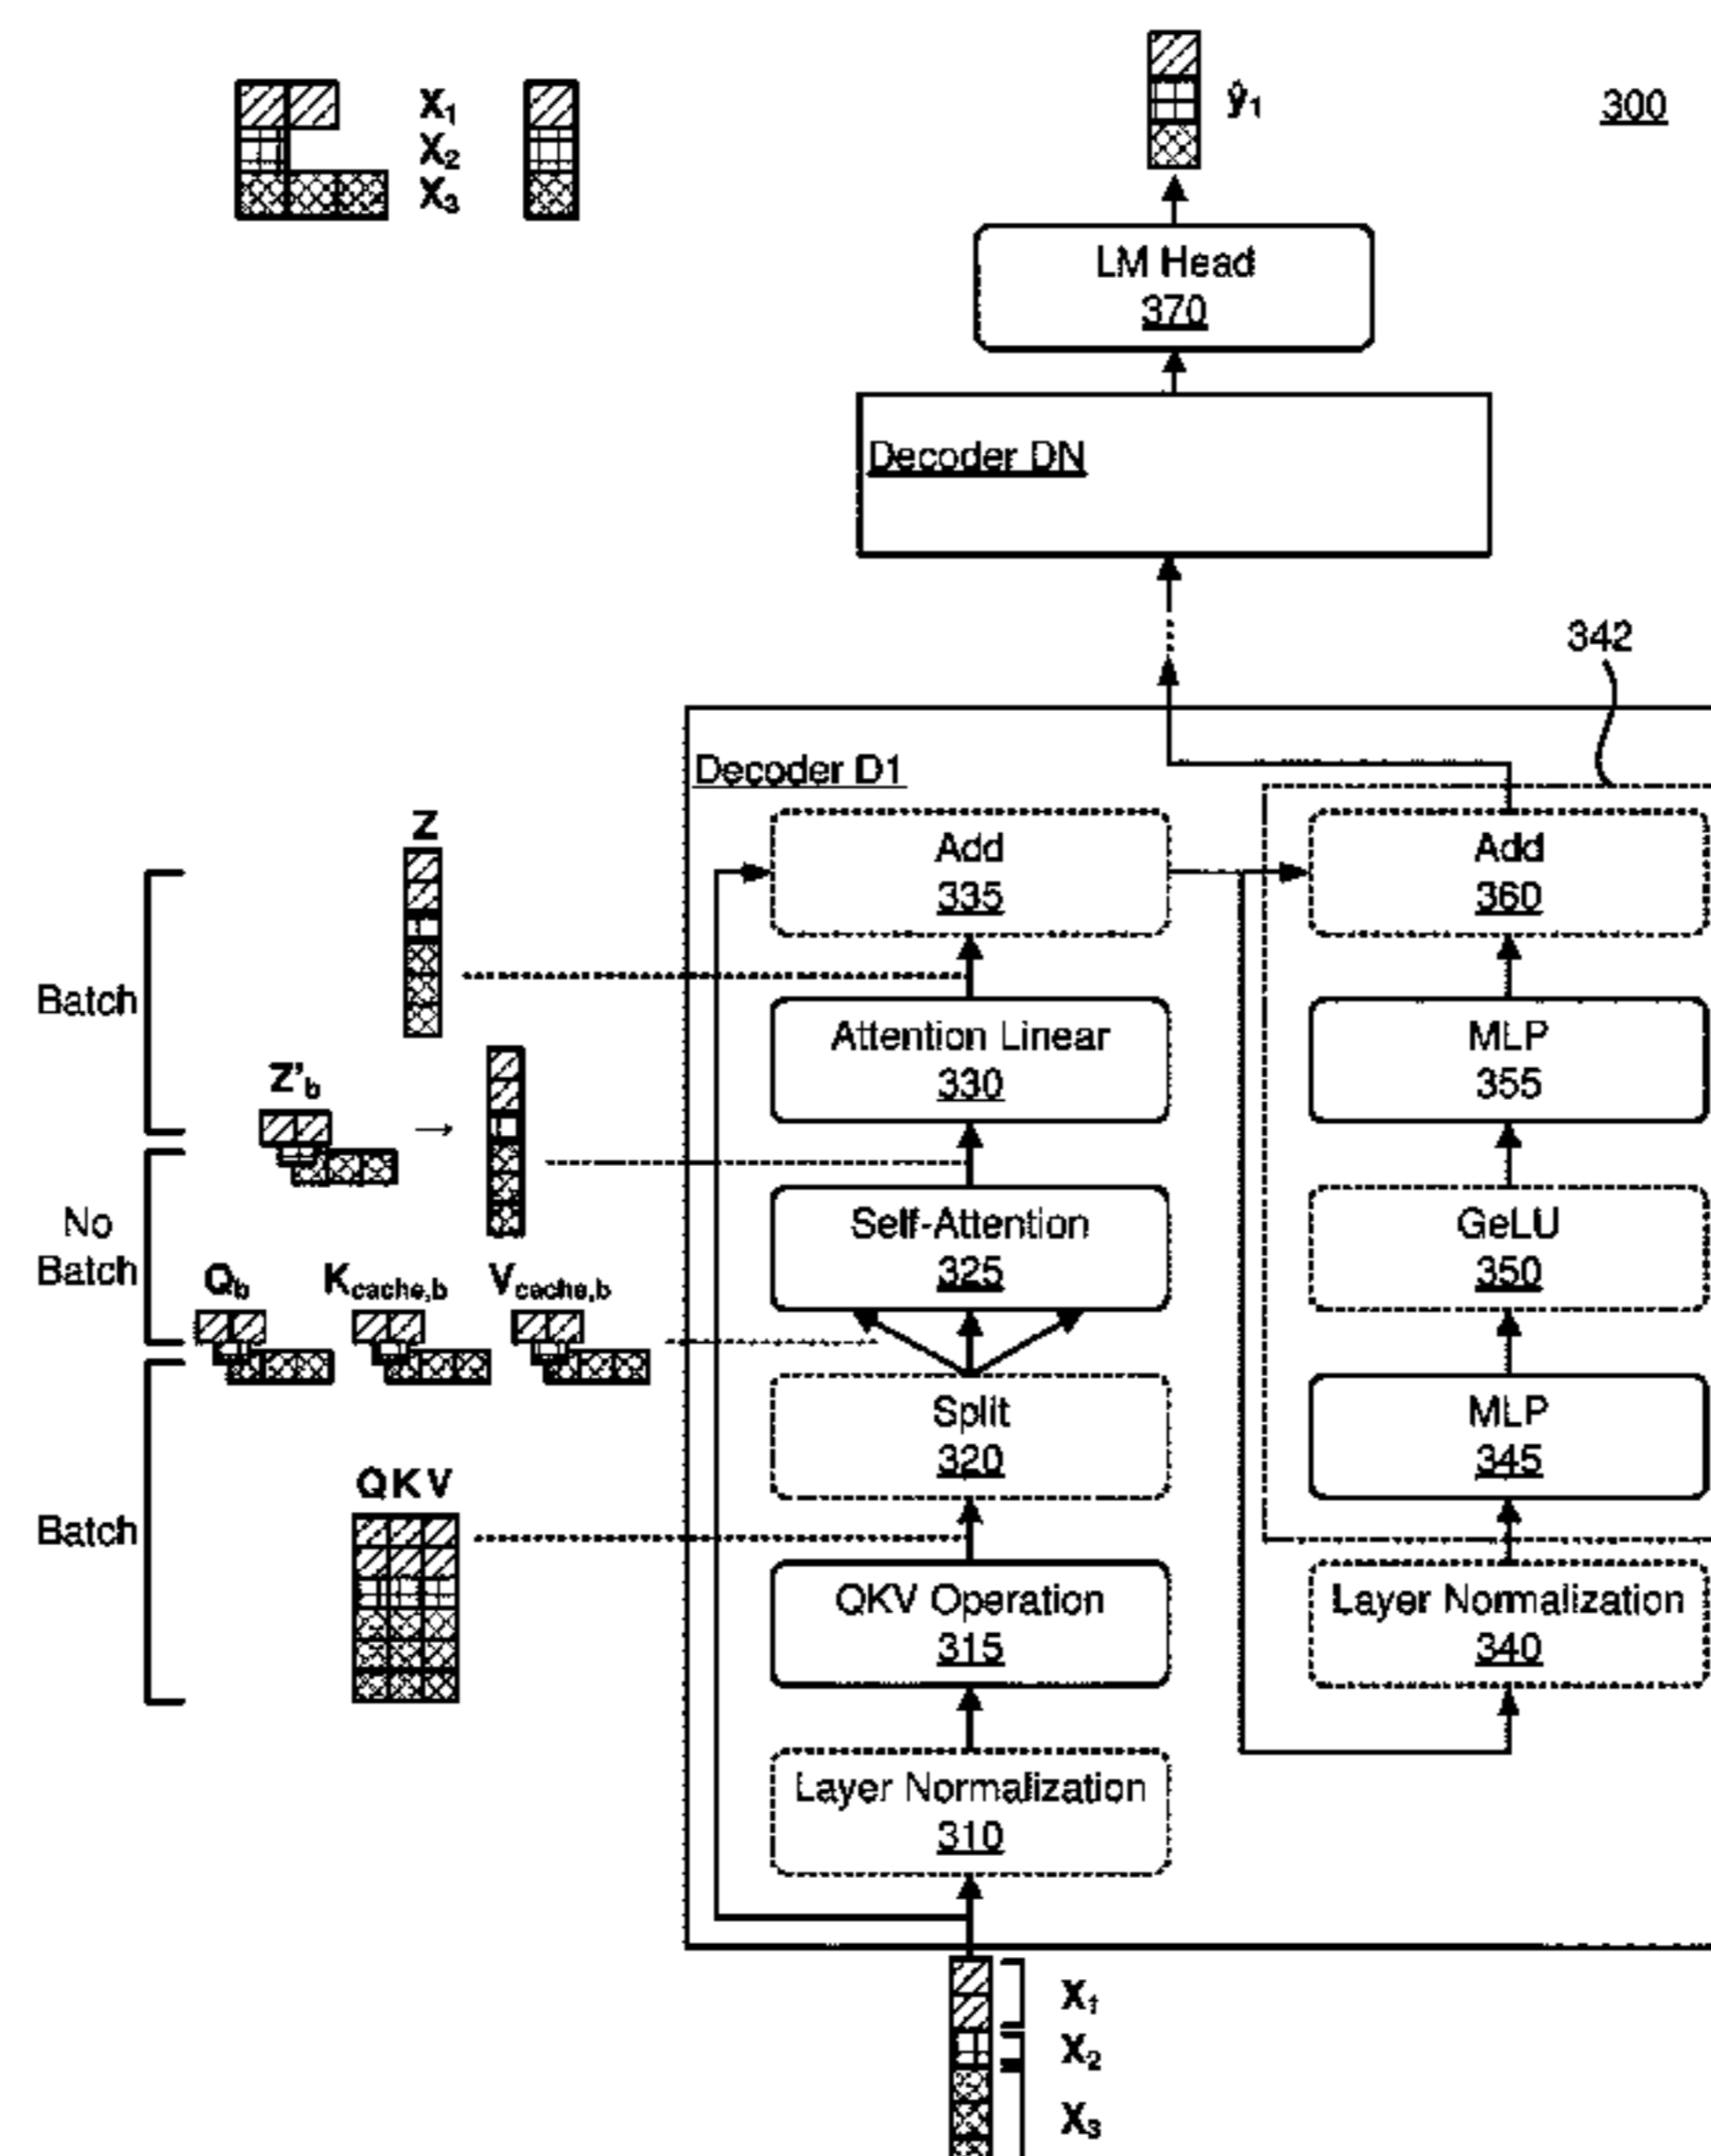 X₁
X₂
X₃
ŷ₁
300
LM Head
370
Decoder DN
342
Decoder D1
Z
Add
335
Add
360
Batch
Attention Linear
330
MLP
355
Z'b
→
No
Batch
Self-Attention
325
GeLU
350
Qb
Kcache,b
Vcache,b
Split
320
MLP
345
QKV
Batch
QKV Operation
315
Layer Normalization
340
Layer Normalization
310
X₁
X₂
X₃